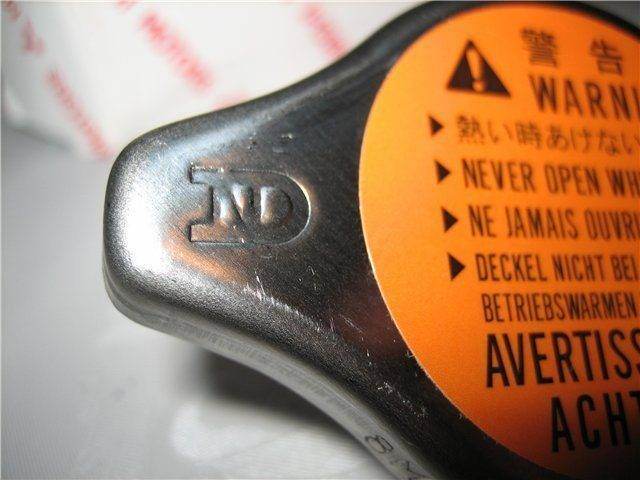 ND
警告
WARNI
熱い時あけない
NEVER OPEN WH
NE JAMAIS OUVR
DECKEL NICHT BEI
BETRIEBSWARMEN
AVERTISS
ACHT